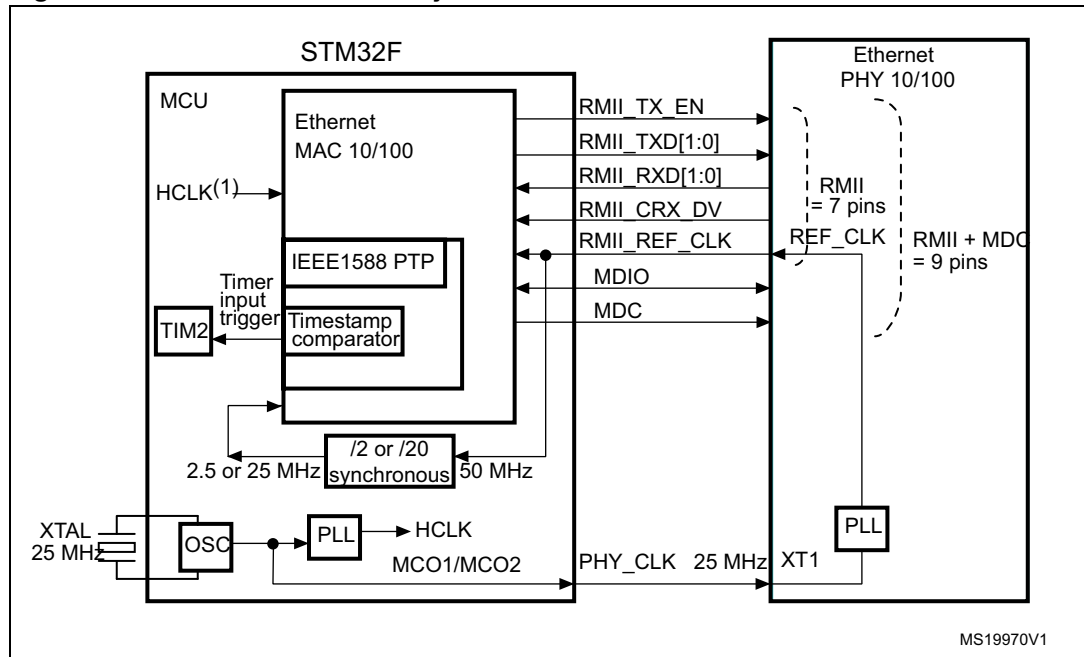 STM32F
Ethernet
PHY 10/100
MCU
Ethernet
MAC 10/100
HCLK(1)
RMII_TX_EN
RMII_TXD[1:0]
RMII_RXD[1:0]
RMII_CRX_DV
RMII_REF_CLK
REF_CLK
MDIO
MDC
RMII
= 7 pins
RMII + MDC
= 9 pins
IEEE1588 PTP
Timer
input
trigger
TIM2
Timestamp
comparator
/2 or /20
synchronous
2.5 or 25 MHz
50 MHz
XTAL
25 MHz
OSC
PLL
HCLK
MCO1/MCO2
PHY_CLK 25 MHz
XT1
PLL
MS19970V1